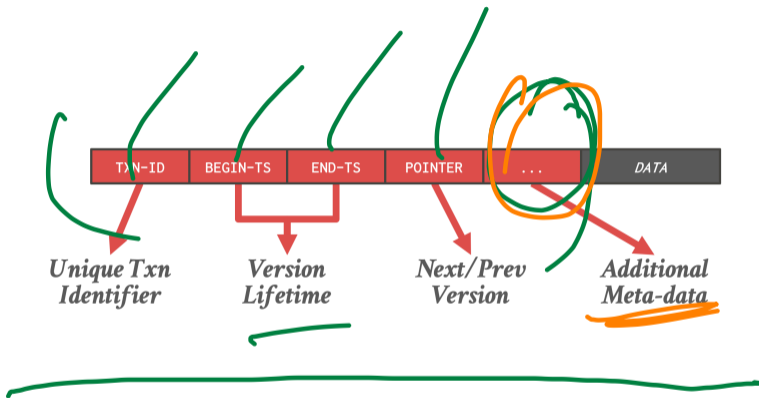 TXN-ID BEGIN-TS END-TS POINTER ... DATA
Unique Txn
Identifier
Version
Lifetime
Next/Prev
Version
Additional
Meta-data